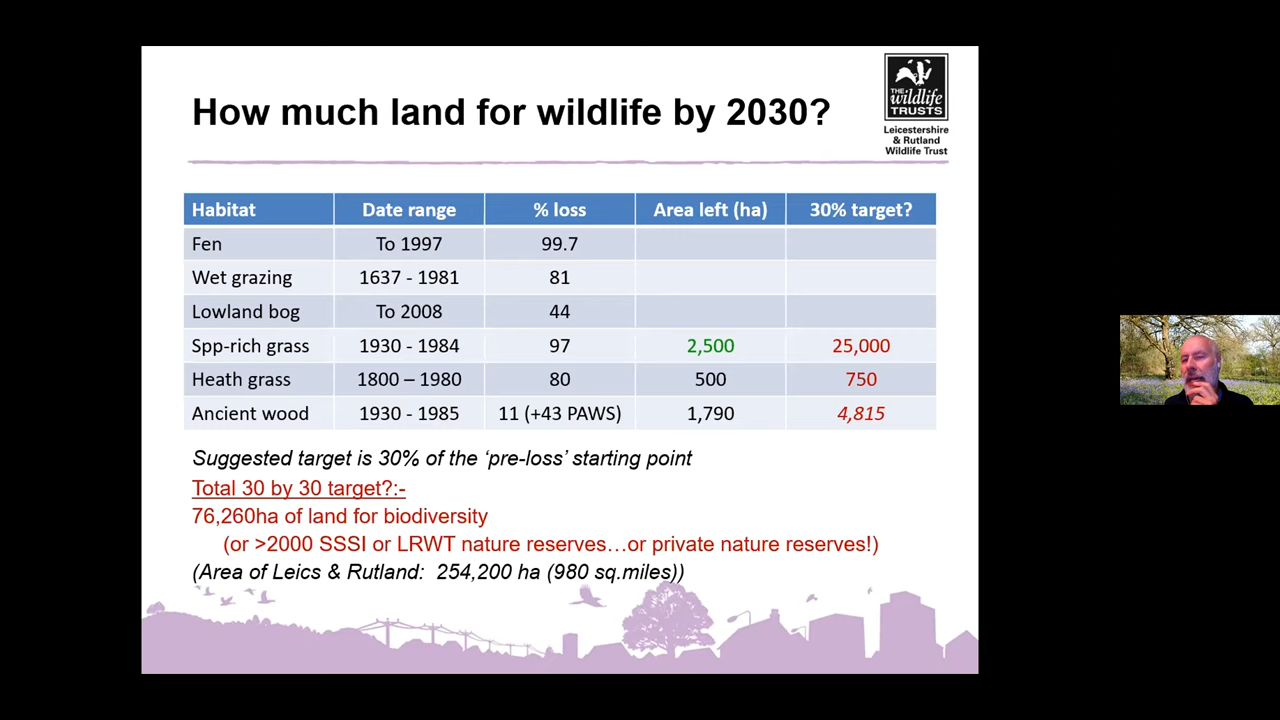 How much land for wildlife by 2030?
THE
wildlife
TRUSTS
Leicestershire
& Rutland
Wildlife Trust
Habitat Date range % loss Area left (ha) 30% target?
Fen To 1997 99.7
Wet grazing 1637 - 1981 81
Lowland bog To 2008 44
Spp-rich grass 1930 - 1984 97 2,500 25,000
Heath grass 1800 – 1980 80 500 750
Ancient wood 1930 - 1985 11 (+43 PAWS) 1,790 4,815
Suggested target is 30% of the ‘pre-loss’ starting point
Total 30 by 30 target?:-
76,260ha of land for biodiversity
(or >2000 SSSI or LRWT nature reserves…or private nature reserves!)
(Area of Leics & Rutland: 254,200 ha (980 sq.miles))